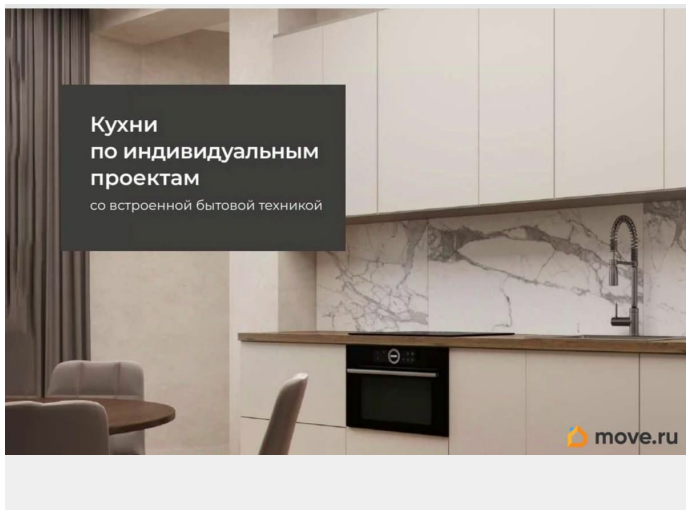 Кухни
по индивидуальным
проектам
со встроенной бытовой техникой
move.ru